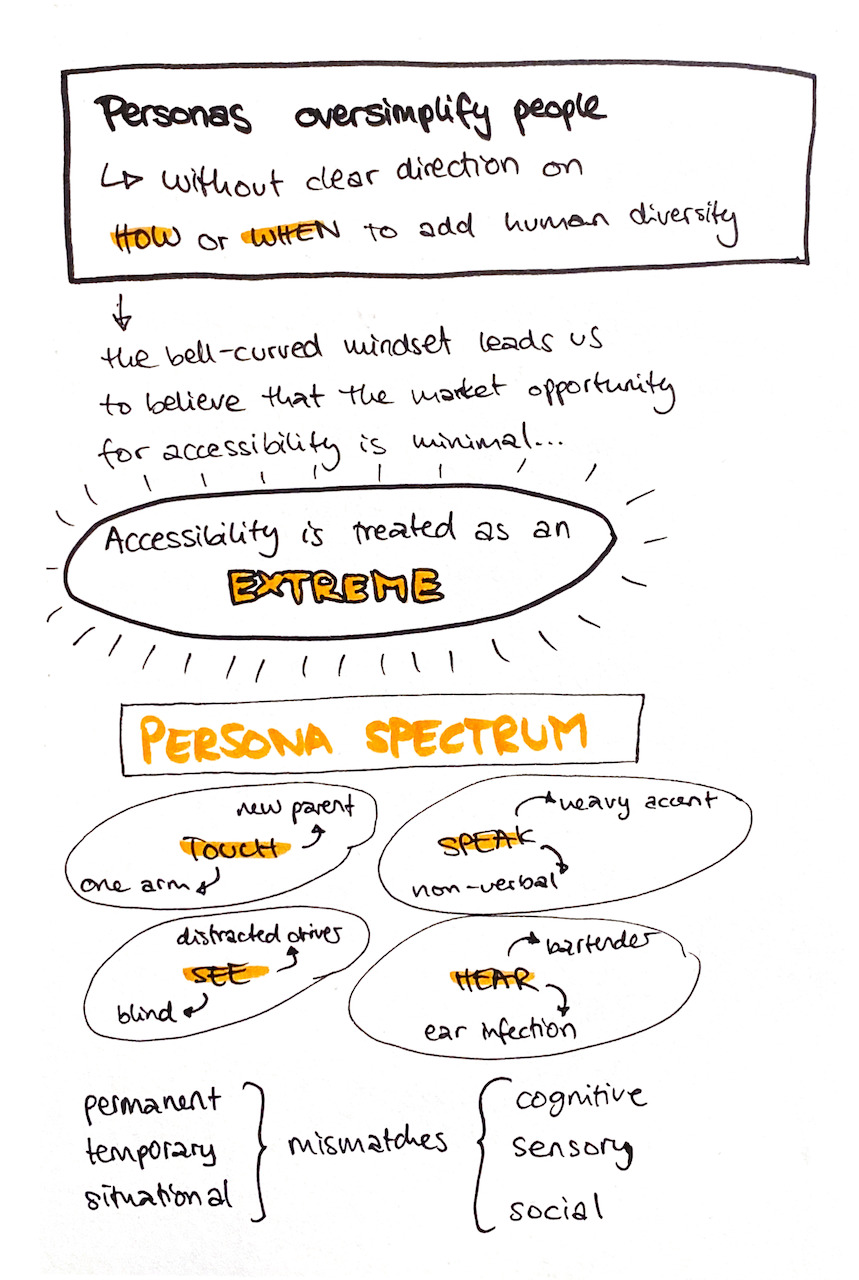 Personas oversimplify people
↳ without clear direction on
HOW or WHEN to add human diversity
↓
the bell-curved mindset leads us
to believe that the market opportunity
for accessibility is minimal...
Accessibility is treated as an
EXTREME
PERSONA SPECTRUM
new parent
TOUCH
one arm
heavy accent
SPEAK
non-verbal
distracted driver
SEE
blind
bartender
HEAR
ear infection
permanent
temporary
situational
mismatches
cognitive
sensory
social